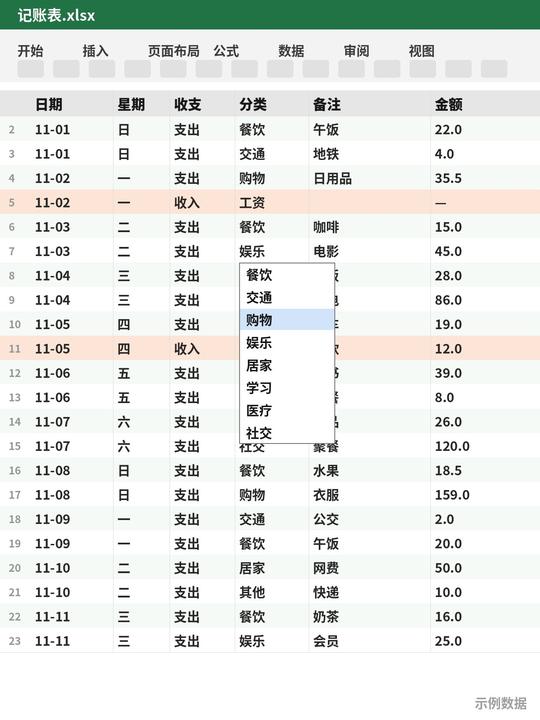 记账表.xlsx
开始 插入 页面布局 公式 数据 审阅 视图
日期 星期 收支 分类 备注 金额
2 11-01 日 支出 餐饮 午饭 22.0
3 11-01 日 支出 交通 地铁 4.0
4 11-02 一 支出 购物 日用品 35.5
5 11-02 一 收入 工资 —
6 11-03 二 支出 餐饮 咖啡 15.0
7 11-03 二 支出 娱乐 电影 45.0
8 11-04 三 支出 28.0
9 11-04 三 支出 86.0
10 11-05 四 支出 19.0
11 11-05 四 收入 12.0
12 11-06 五 支出 39.0
13 11-06 五 支出 8.0
14 11-07 六 支出 26.0
15 11-07 六 支出 社交 聚餐 120.0
16 11-08 日 支出 餐饮 水果 18.5
17 11-08 日 支出 购物 衣服 159.0
18 11-09 一 支出 交通 公交 2.0
19 11-09 一 支出 餐饮 午饭 20.0
20 11-10 二 支出 居家 网费 50.0
21 11-10 二 支出 其他 快递 10.0
22 11-11 三 支出 餐饮 奶茶 16.0
23 11-11 三 支出 娱乐 会员 25.0
餐饮
交通
购物
娱乐
居家
学习
医疗
社交
示例数据